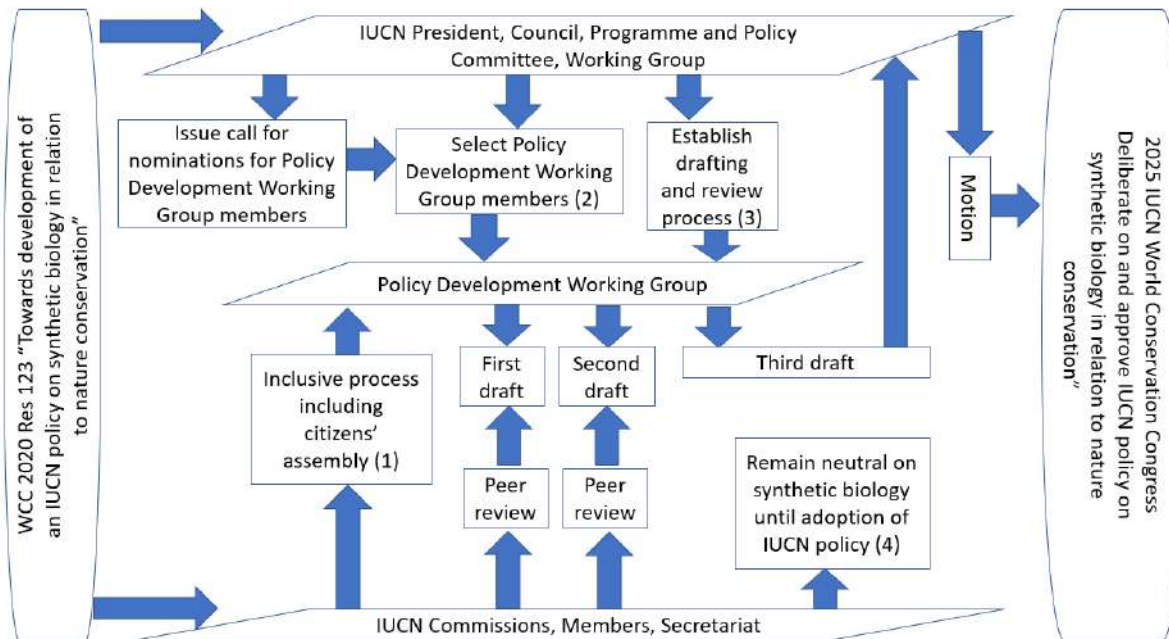 WCC 2020 Res 123 “Towards development of
an IUCN policy on synthetic biology in relation
to nature conservation”
IUCN President, Council, Programme and Policy
Committee, Working Group
Issue call for
nominations for Policy
Development Working
Group members
Select Policy
Development Working
Group members (2)
Establish
drafting
and review
process (3)
Motion
Policy Development Working Group
Inclusive process
including
citizens’
assembly (1)
First
draft
Second
draft
Third draft
Peer
review
Peer
review
Remain neutral on
synthetic biology
until adoption of
IUCN policy (4)
IUCN Commissions, Members, Secretariat
2025 IUCN World Conservation Congress
Deliberate on and approve IUCN policy on
synthetic biology in relation to nature
conservation”